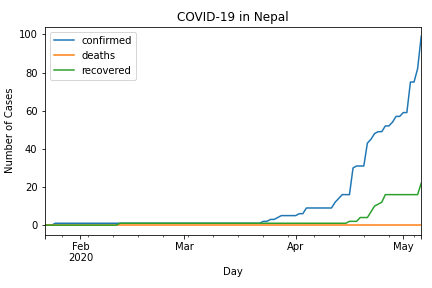 COVID-19 in Nepal
confirmed
deaths
recovered
Number of Cases
100
80
60
40
20
0
Feb
2020
Mar
Apr
May
Day